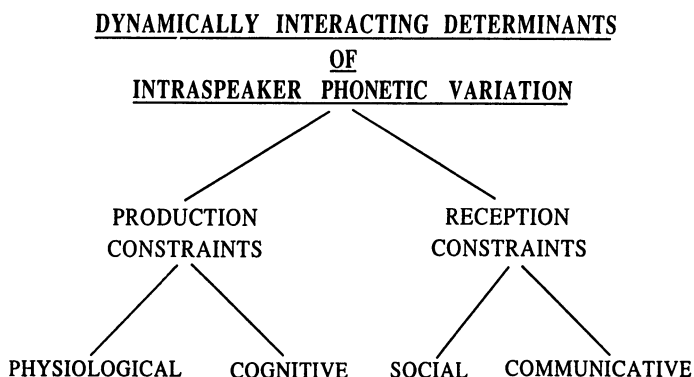 DYNAMICALLY INTERACTING DETERMINANTS
OF
INTRASPEAKER PHONETIC VARIATION
PRODUCTION
CONSTRAINTS
RECEPTION
CONSTRAINTS
PHYSIOLOGICAL COGNITIVE SOCIAL COMMUNICATIVE